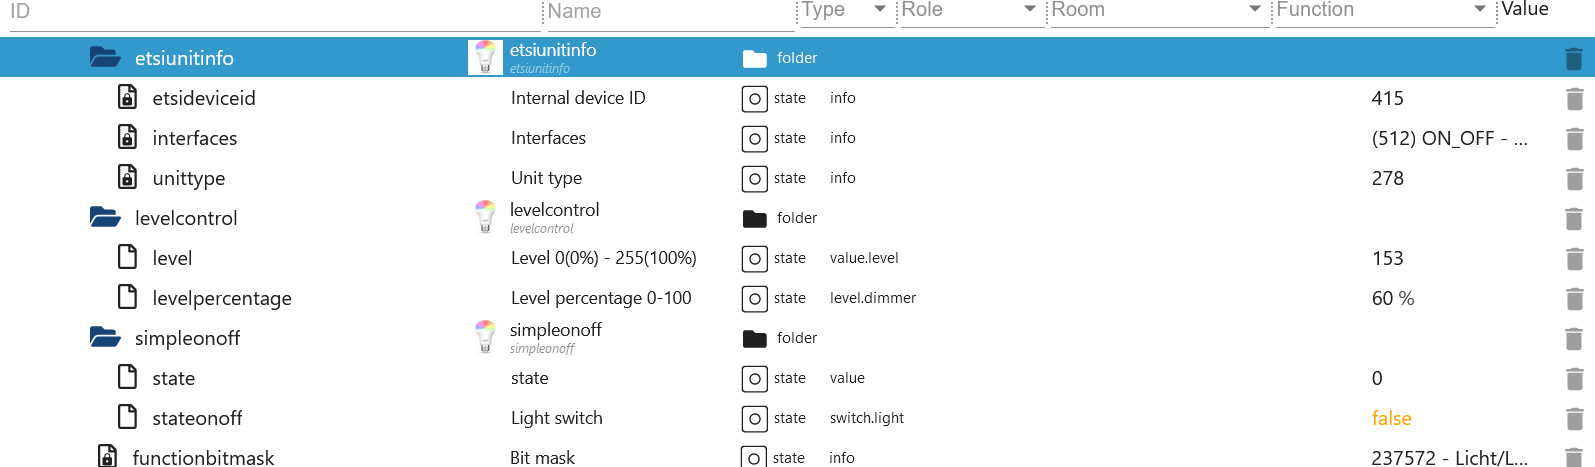 ID Name Type Role Room Function Value
etsiunitinfo etsiunitinfo folder
etsiunitinfo
etsideviceid Internal device ID state info 415
interfaces Interfaces state info (512) ON_OFF - ...
unittype Unit type state info 278
levelcontrol levelcontrol folder
levelcontrol
level Level 0(0%) - 255(100%) state value.level 153
levelpercentage Level percentage 0-100 state level.dimmer 60 %
simpleonoff simpleonoff folder
simpleonoff
state state state value 0
stateonoff Light switch state switch.light false
functionbitmask Bit mask state info 237572 - Licht/L...